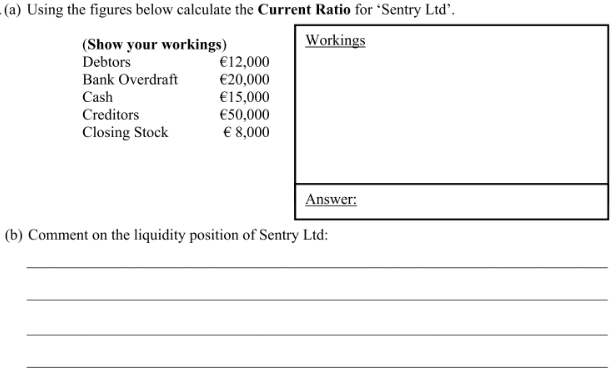 (a) Using the figures below calculate the Current Ratio for ‘Sentry Ltd’.
(Show your workings)
Debtors €12,000
Bank Overdraft €20,000
Cash €15,000
Creditors €50,000
Closing Stock € 8,000
Workings
Answer:
(b) Comment on the liquidity position of Sentry Ltd: